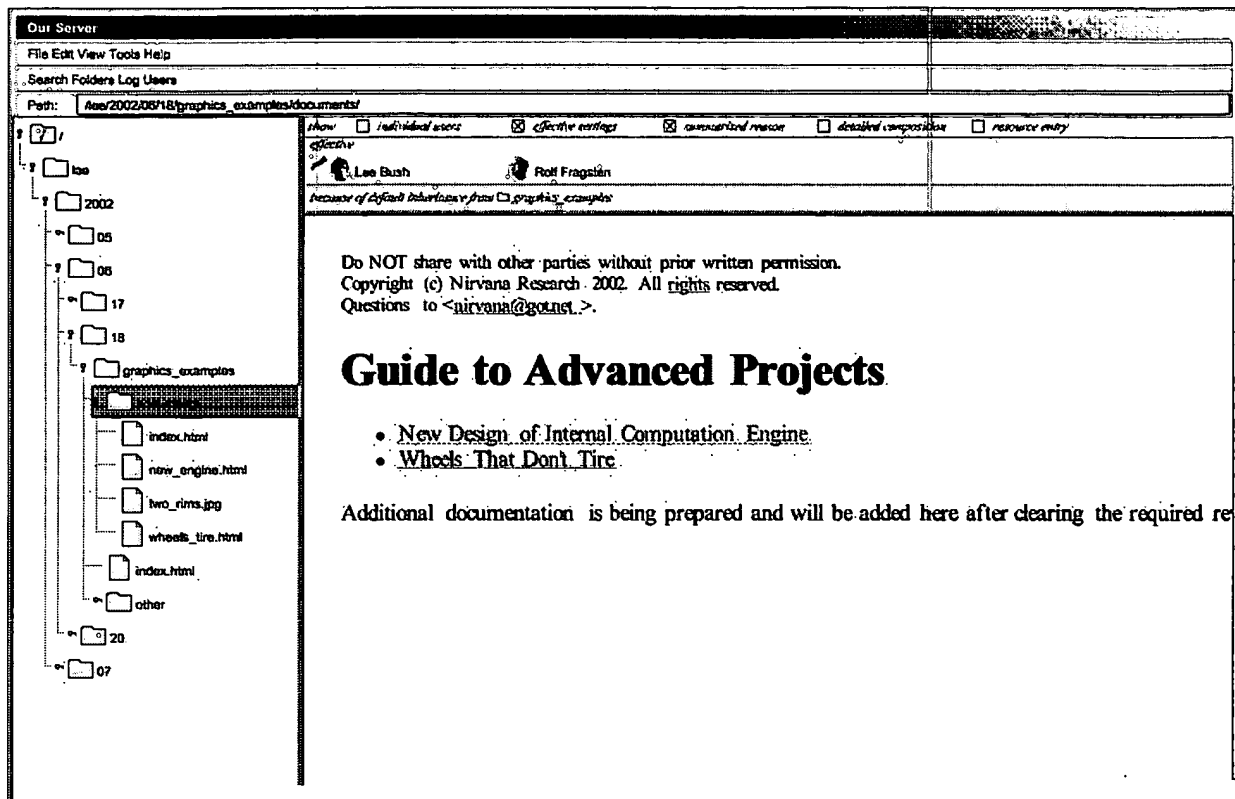 Our Server
File Edit View Tools Help
Search Folders Log Users
Path: /lee/2002/06/18/graphics_examples/documents/
show individual users effective settings summarized reason detailed composition resource entry
effective
Lee Bush Rolf Fragstén
because of default inheritance from graphics_examples
/
lee
2002
05
06
17
18
graphics_examples
index.html
new_engine.html
two_rims.jpg
wheels_tire.html
index.html
other
20
07
Do NOT share with other parties without prior written permission.
Copyright (c) Nirvana Research 2002. All rights reserved.
Questions to <nirvana@got.net >.
Guide to Advanced Projects
• New Design of Internal Computation Engine
• Wheels That Don't Tire
Additional documentation is being prepared and will be added here after clearing the required re